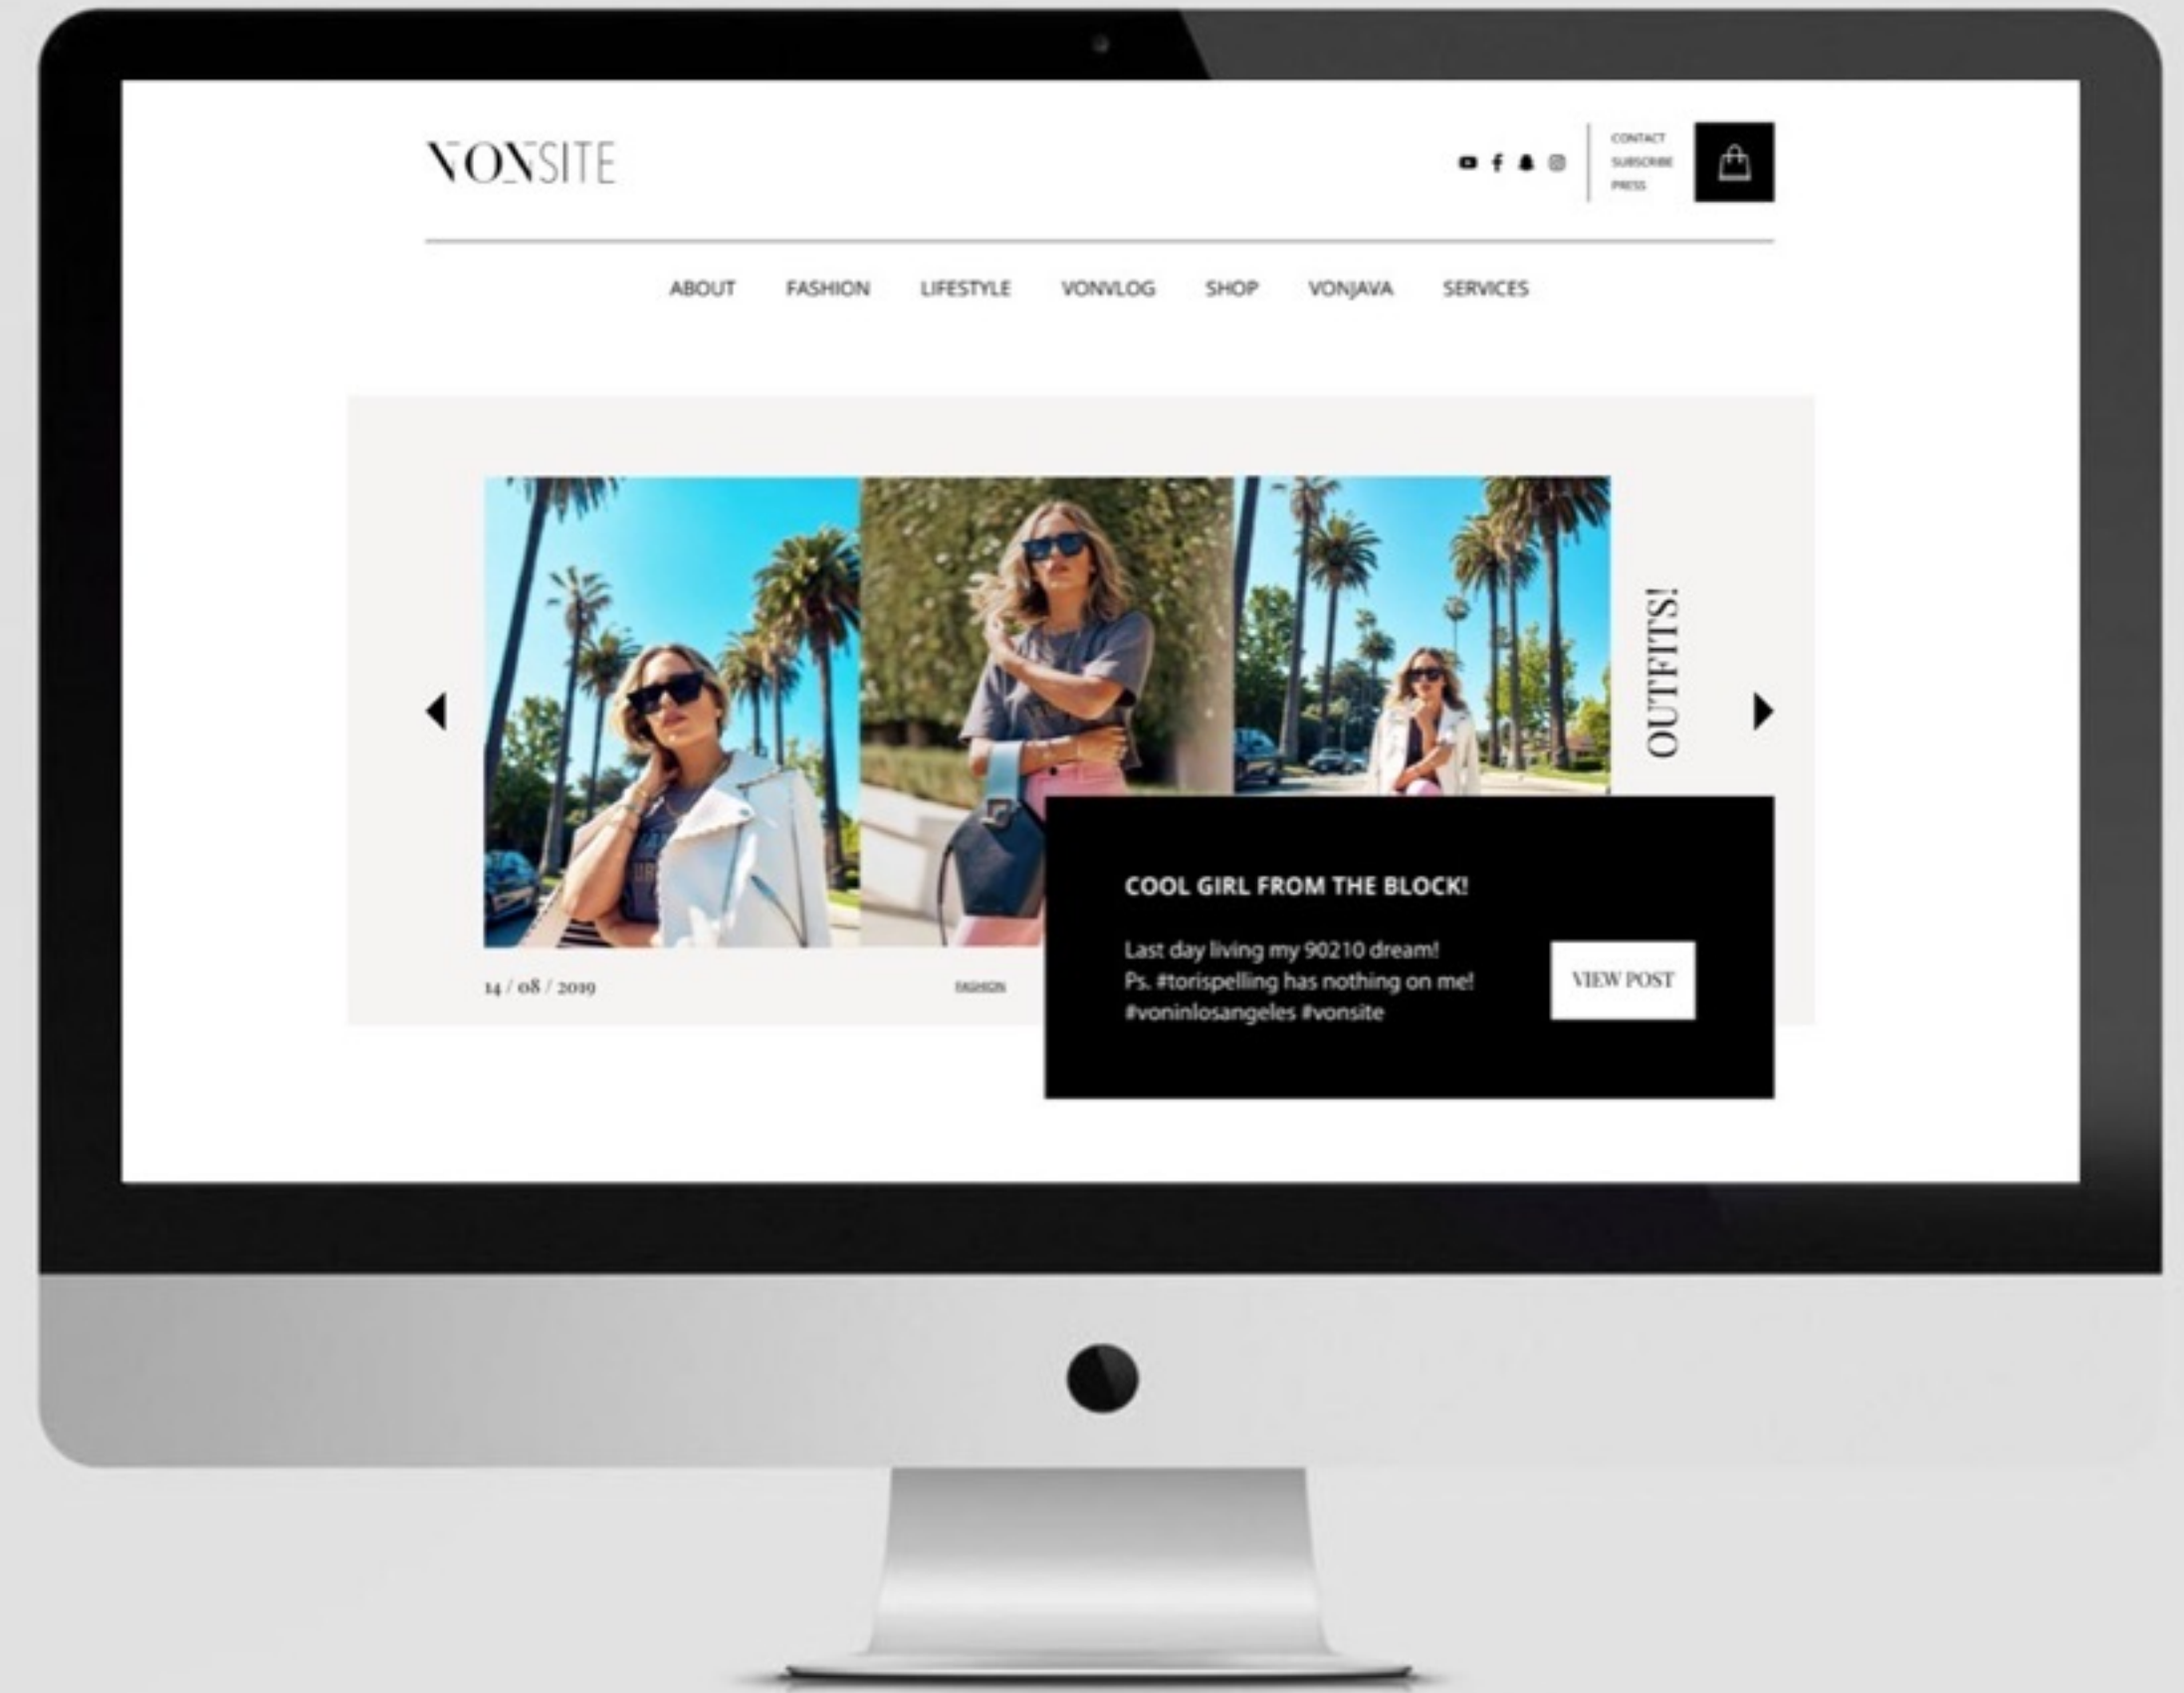 VONSITE
CONTACT
SUBSCRIBE
PRESS
ABOUT FASHION LIFESTYLE VONVLOG SHOP VONJAVA SERVICES
OUTFITS!
COOL GIRL FROM THE BLOCK!
Last day living my 90210 dream!
Ps. #torispelling has nothing on me!
#voninlosangeles #vonsite
VIEW POST
14 / 08 / 2019
FASHION